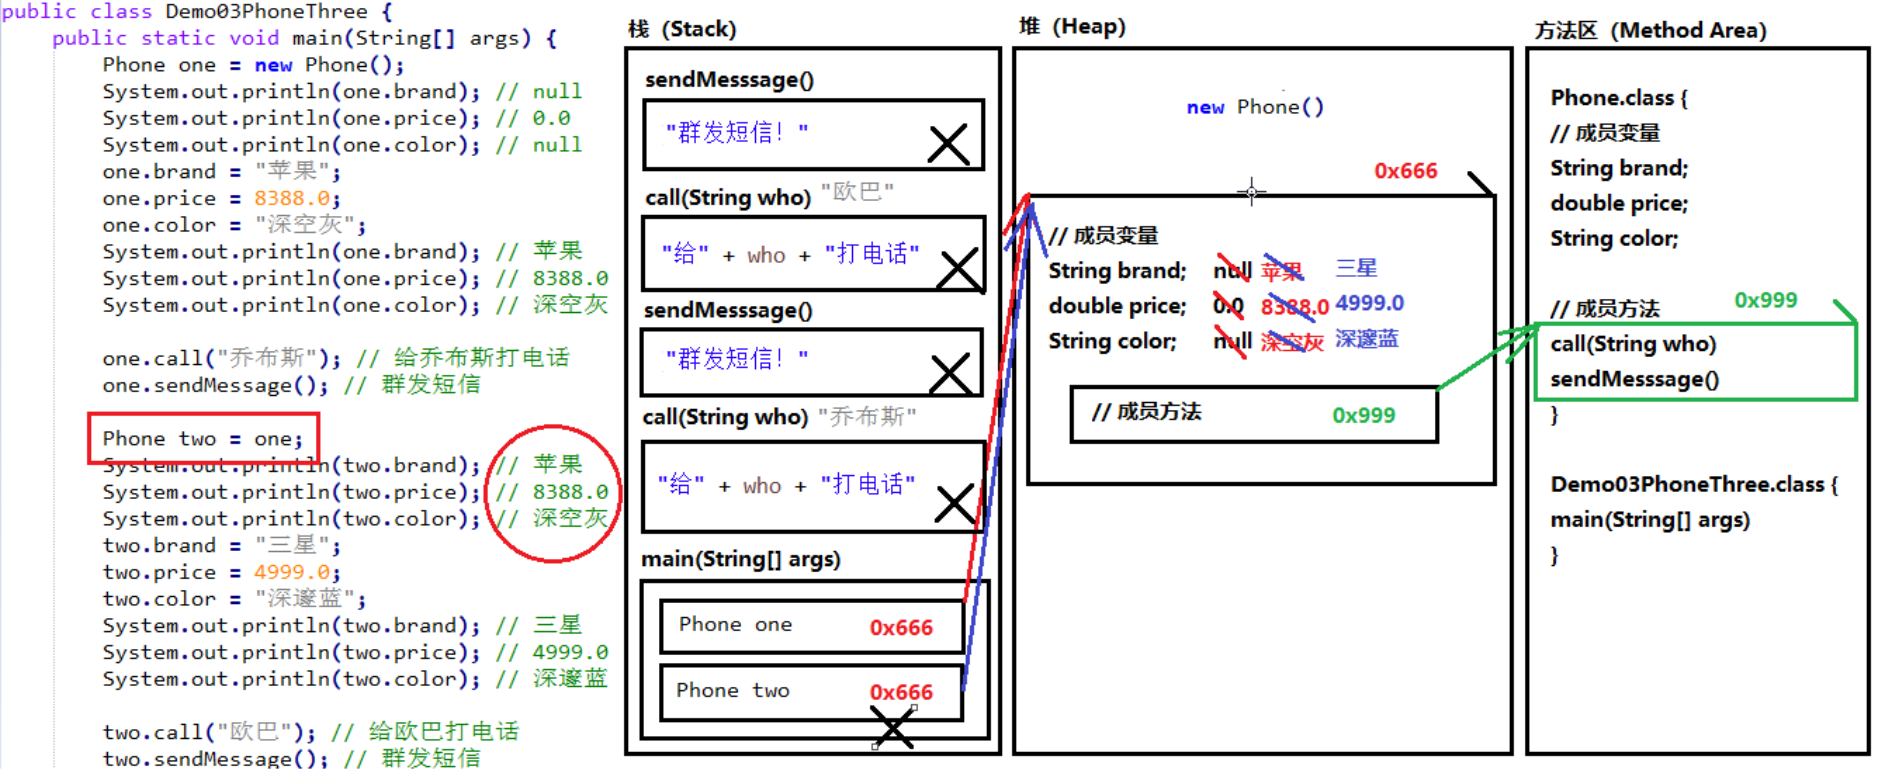 public class Demo03PhoneThree {
public static void main(String[] args) {
Phone one = new Phone();
System.out.println(one.brand); // null
System.out.println(one.price); // 0.0
System.out.println(one.color); // null
one.brand = "苹果";
one.price = 8388.0;
one.color = "深空灰";
System.out.println(one.brand); // 苹果
System.out.println(one.price); // 8388.0
System.out.println(one.color); // 深空灰
one.call("乔布斯"); // 给乔布斯打电话
one.sendMessage(); // 群发短信
Phone two = one;
System.out.println(two.brand); // 苹果
System.out.println(two.price); // 8388.0
System.out.println(two.color); // 深空灰
two.brand = "三星";
two.price = 4999.0;
two.color = "深邃蓝";
System.out.println(two.brand); // 三星
System.out.println(two.price); // 4999.0
System.out.println(two.color); // 深邃蓝
two.call("欧巴"); // 给欧巴打电话
two.sendMessage(); // 群发短信
栈 (Stack)
sendMesssage()
"群发短信! "
call(String who) "欧巴"
"给" + who + "打电话"
sendMesssage()
"群发短信! "
call(String who) "乔布斯"
"给" + who + "打电话"
main(String[] args)
Phone one 0x666
Phone two 0x666
堆 (Heap)
new Phone()
0x666
// 成员变量
String brand; null 苹果 三星
double price; 0.0 8388.0 4999.0
String color; null 深空灰 深邃蓝
// 成员方法 0x999
方法区 (Method Area)
Phone.class {
// 成员变量
String brand;
double price;
String color;
// 成员方法 0x999
call(String who)
sendMesssage()
}
Demo03PhoneThree.class {
main(String[] args)
}